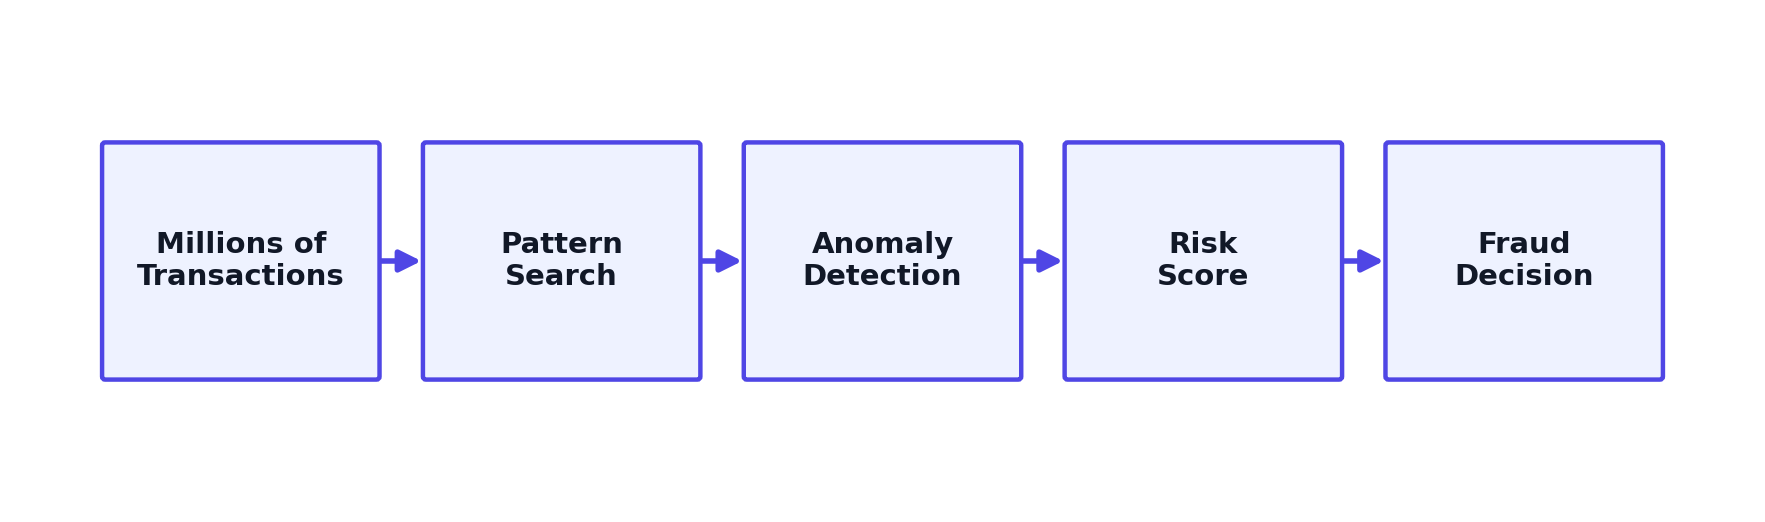 Millions of
Transactions
Pattern
Search
Anomaly
Detection
Risk
Score
Fraud
Decision